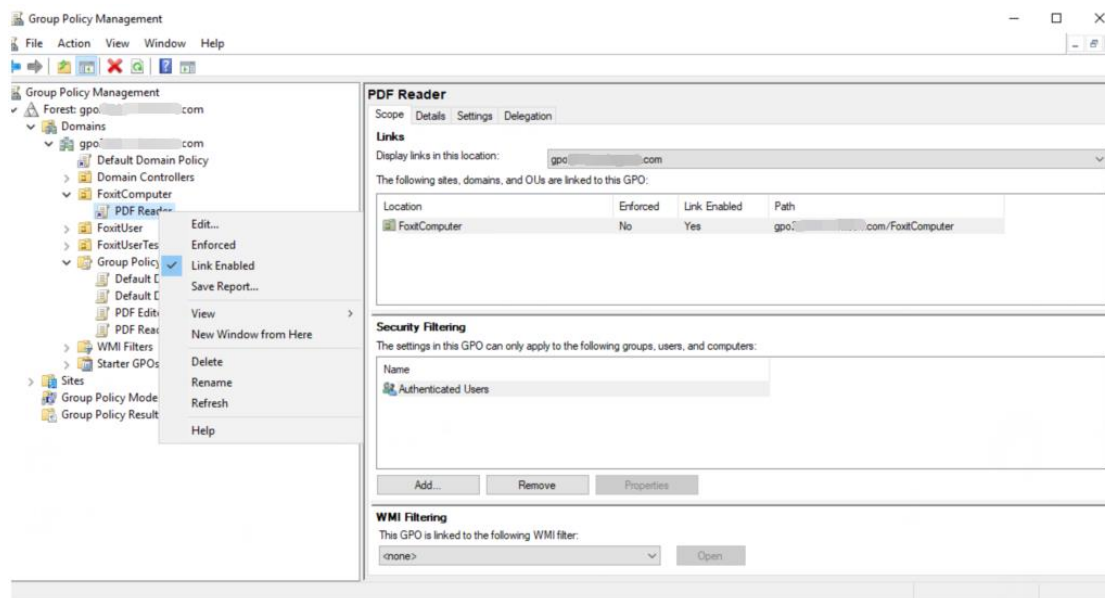 Group Policy Management
File Action View Window Help
Group Policy Management
Forest: gpo. .com
Domains
gpo. .com
Default Domain Policy
Domain Controllers
FoxitComputer
PDF Reader
FoxitUser
FoxitUserTes
Group Policy
Default D
Default D
PDF Edit
PDF Read
WMI Filters
Starter GPOs
Sites
Group Policy Mode
Group Policy Result
Edit...
Enforced
Link Enabled
Save Report...
View
New Window from Here
Delete
Rename
Refresh
Help
PDF Reader
Scope Details Settings Delegation
Links
Display links in this location: gpo .com
The following sites, domains, and OUs are linked to this GPO:
Location Enforced Link Enabled Path
FoxitComputer No Yes gpo. .com/FoxitComputer
Security Filtering
The settings in this GPO can only apply to the following groups, users, and computers:
Name
Authenticated Users
Add... Remove Properties
WMI Filtering
This GPO is linked to the following WMI filter:
<none> Open